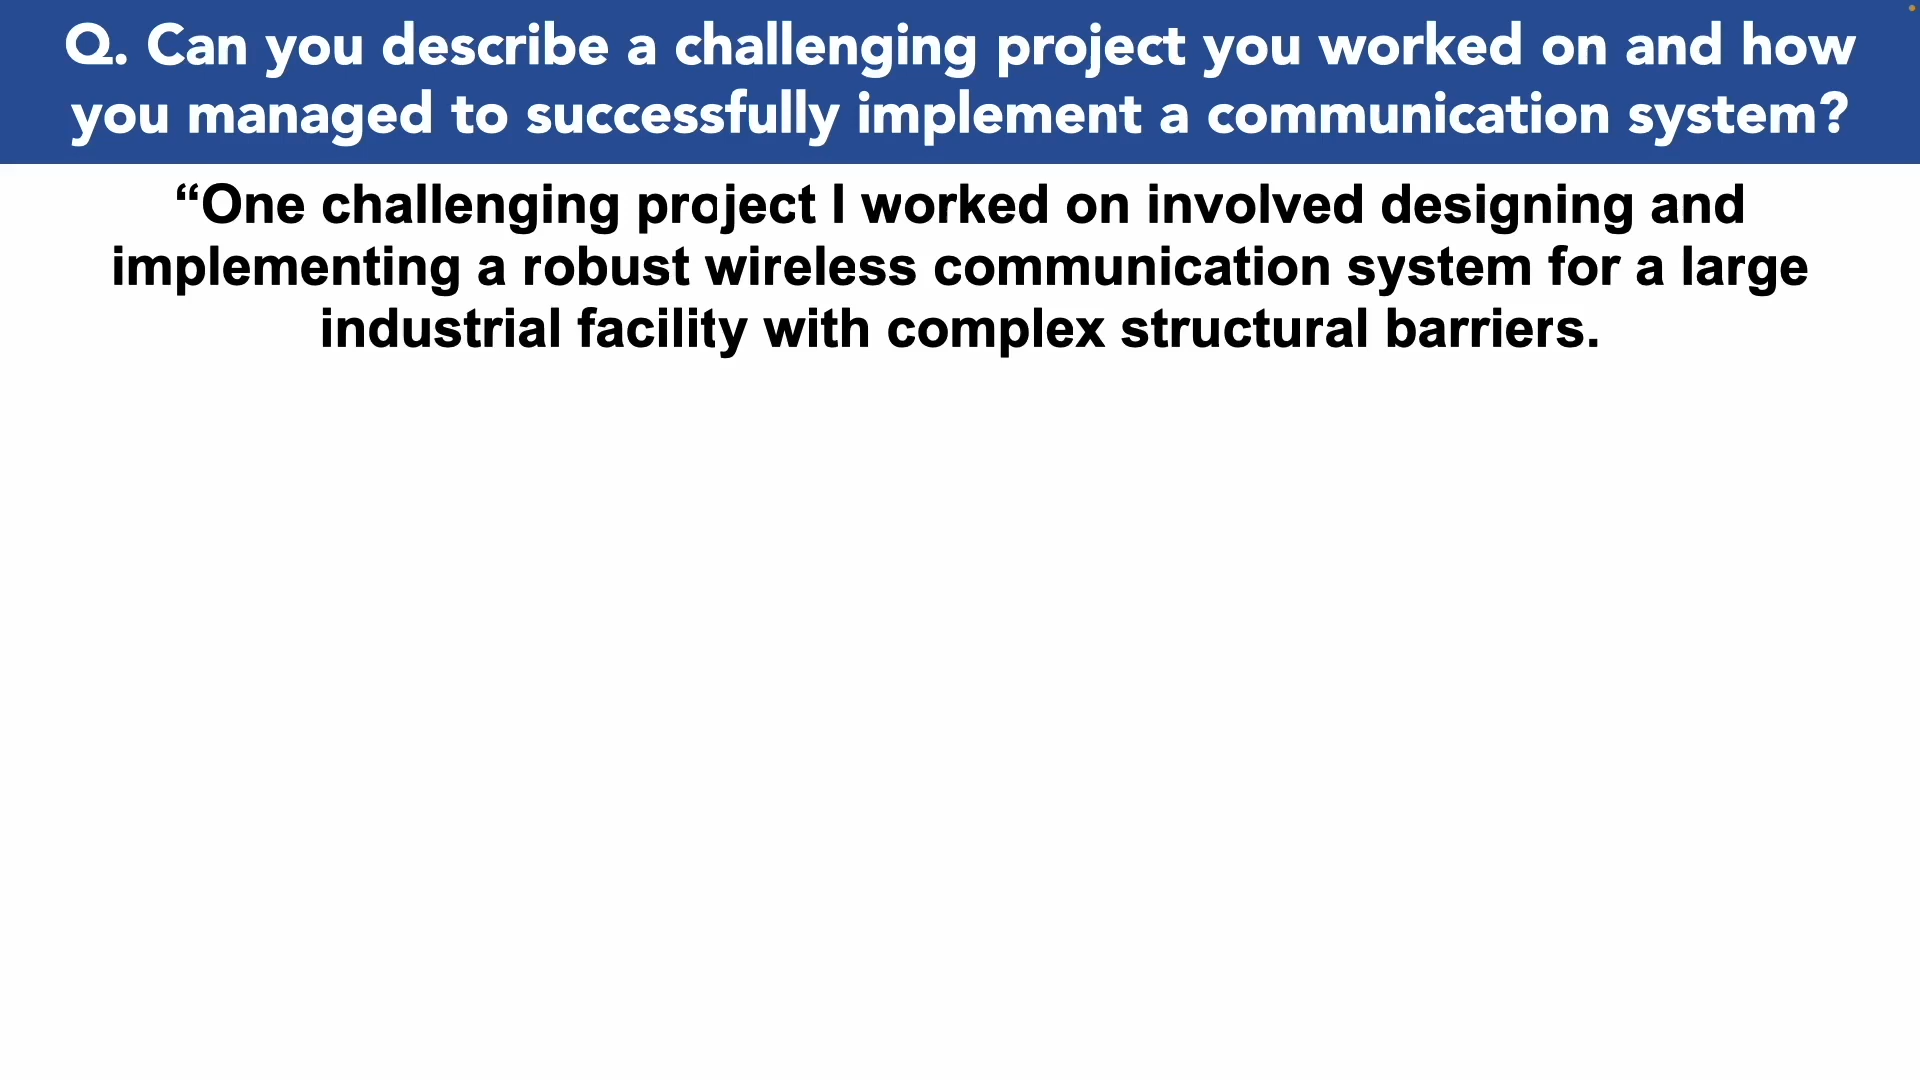 Q. Can you describe a challenging project you worked on and how
you managed to successfully implement a communication system?
“One challenging project I worked on involved designing and
implementing a robust wireless communication system for a large
industrial facility with complex structural barriers.